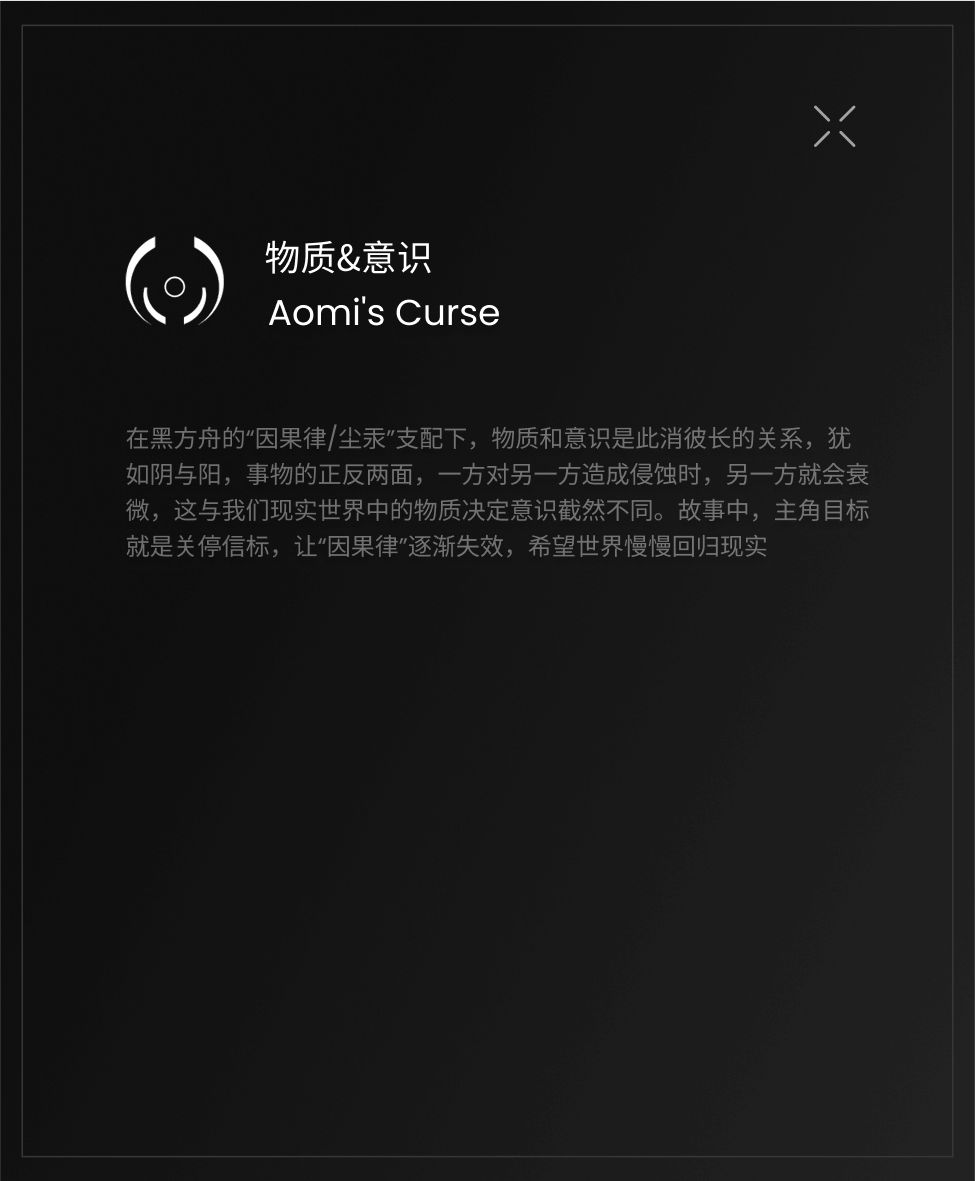 物质&意识
Aomi's Curse
在黑方舟的“因果律/尘汞”支配下，物质和意识是此消彼长的关系，犹
如阴与阳，事物的正反两面，一方对另一方造成侵蚀时，另一方就会衰
微，这与我们现实世界中的物质决定意识截然不同。故事中，主角目标
就是关停信标，让“因果律”逐渐失效，希望世界慢慢回归现实